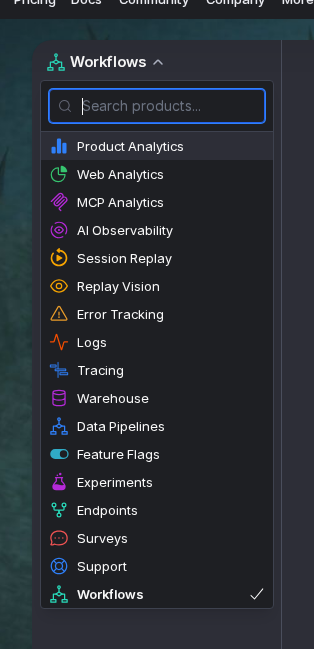 Pricing Docs Community Company More
Workflows
Search products...
Product Analytics
Web Analytics
MCP Analytics
AI Observability
Session Replay
Replay Vision
Error Tracking
Logs
Tracing
Warehouse
Data Pipelines
Feature Flags
Experiments
Endpoints
Surveys
Support
Workflows